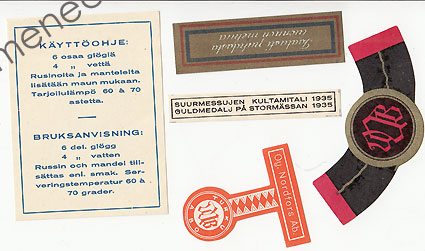 KÄYTTÖOHJE:
6 osaa glögiä
4 „ vettä
Rusinoita ja manteleita
lisätään maun mukaan.
Tarjoilulämpö 60 à 70
astetta.
BRUKSANVISNING:
6 del. glögg
4 „ vatten
Russin och mandel till-
sättas enl. smak. Ser-
veringstemperatur 60 à
70 grader.
SUURMESSUJEN KULTAMITALI 1935
GULDMEDALJ PÅ STORMÄSSAN 1935
Oy. Nordfors Ab.
TURKU
ÅBO